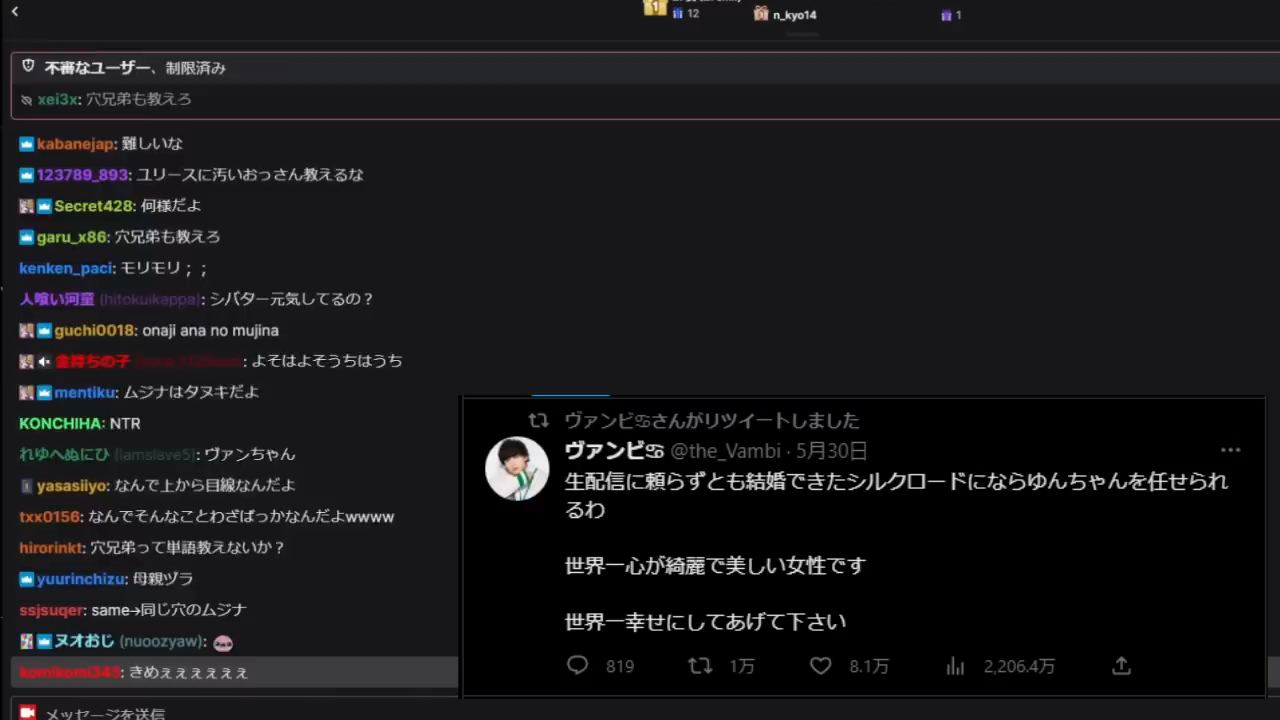 12
n_kyo14
1
不審なユーザー、制限済み
xei3x: 穴兄弟も教えろ
kabanejap: 難しいな
123789_893: ユリースに汚いおっさん教えるな
Secret428: 何様だよ
garu_x86: 穴兄弟も教えろ
kenken_paci: モリモリ；；
人喰い河童 (hitokuikappa): シバター元気してるの？
guchi0018: onaji ana no mujina
金持ちの子 : よそはよそうちはうち
mentiku: ムジナはタヌキだよ
KONCHIHA: NTR
れゆへぬにひ (iamslave5): ヴァンちゃん
yasasiiyo: なんで上から目線なんだよ
txx0156: なんでそんなことわざばっかなんだよwwww
hirorinkt: 穴兄弟って単語教えないか？
yuurinchizu: 母親ヅラ
ssjsuqer: same→同じ穴のムジナ
ヌオおじ (nuoozyaw):
komikomi345: きめぇぇぇぇぇぇ
メッセージを送信
ヴァンビ♋さんがリツイートしました
ヴァンビ♋ @the_Vambi · 5月30日
生配信に頼らずとも結婚できたシルクロードにならゆんちゃんを任せられ
るわ
世界一心が綺麗で美しい女性です
世界一幸せにしてあげて下さい
819 1万 8.1万 2,206.4万